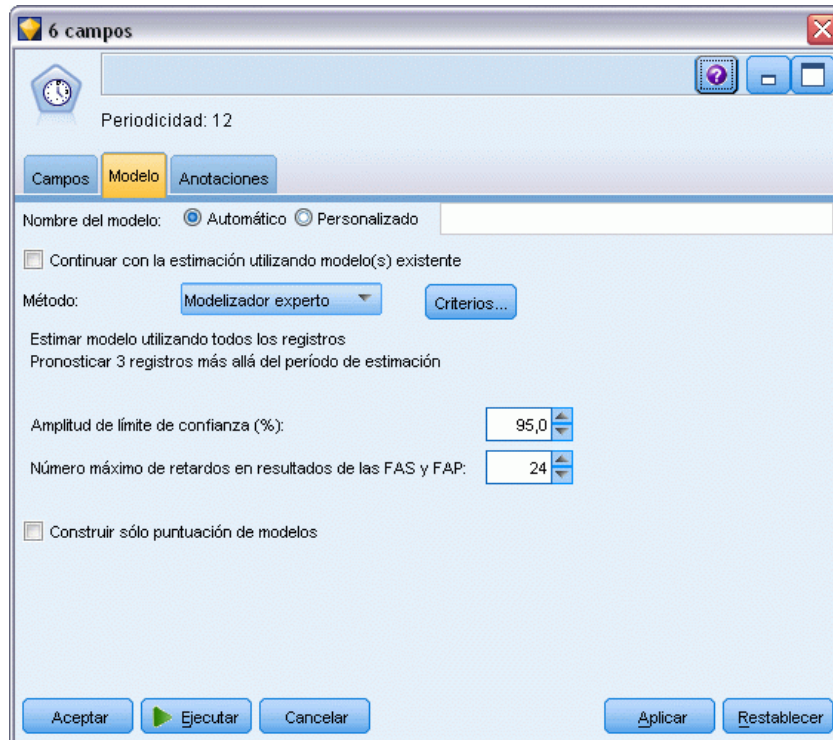 6 campos
?
Periodicidad: 12
Campos Modelo Anotaciones
Nombre del modelo: Automático Personalizado
Continuar con la estimación utilizando modelo(s) existente
Método: Modelizador experto Criterios...
Estimar modelo utilizando todos los registros
Pronosticar 3 registros más allá del período de estimación
Amplitud de límite de confianza (%): 95,0
Número máximo de retardos en resultados de las FAS y FAP: 24
Construir sólo puntuación de modelos
Aceptar Ejecutar Cancelar Aplicar Restablecer